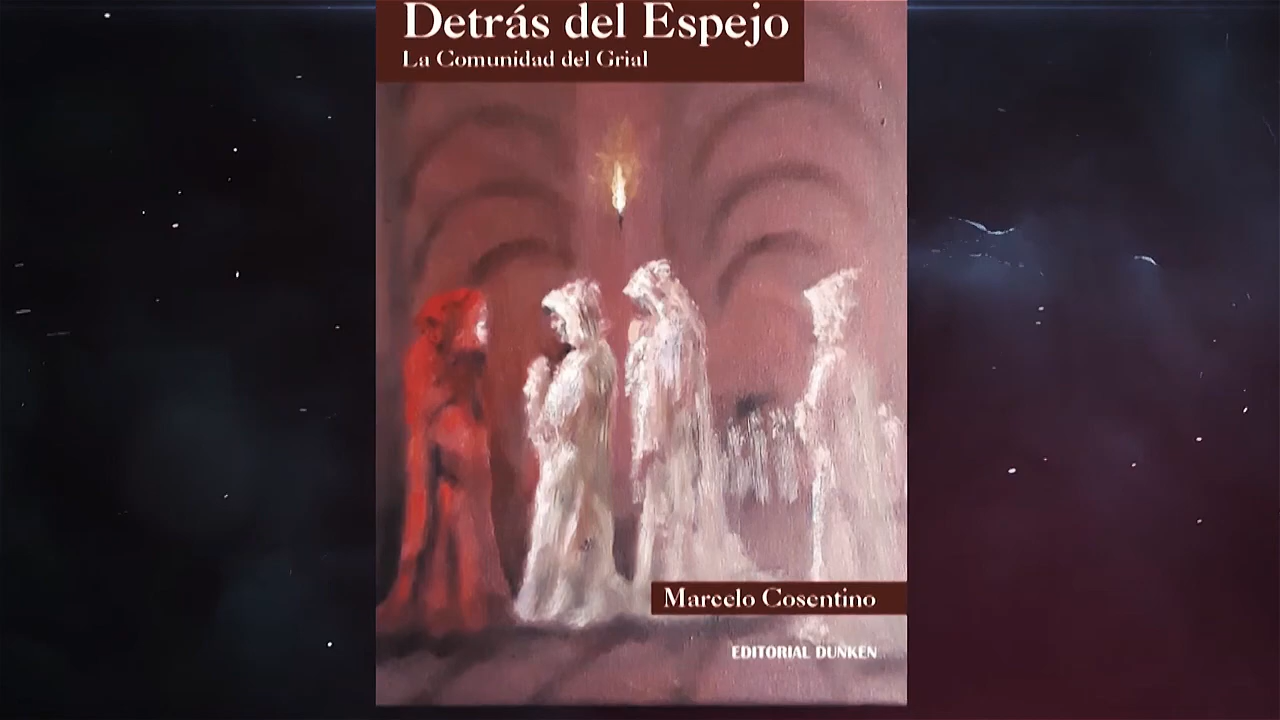 Detrás del Espejo
La Comunidad del Grial
Marcelo Cosentino
EDITORIAL DUNKEN